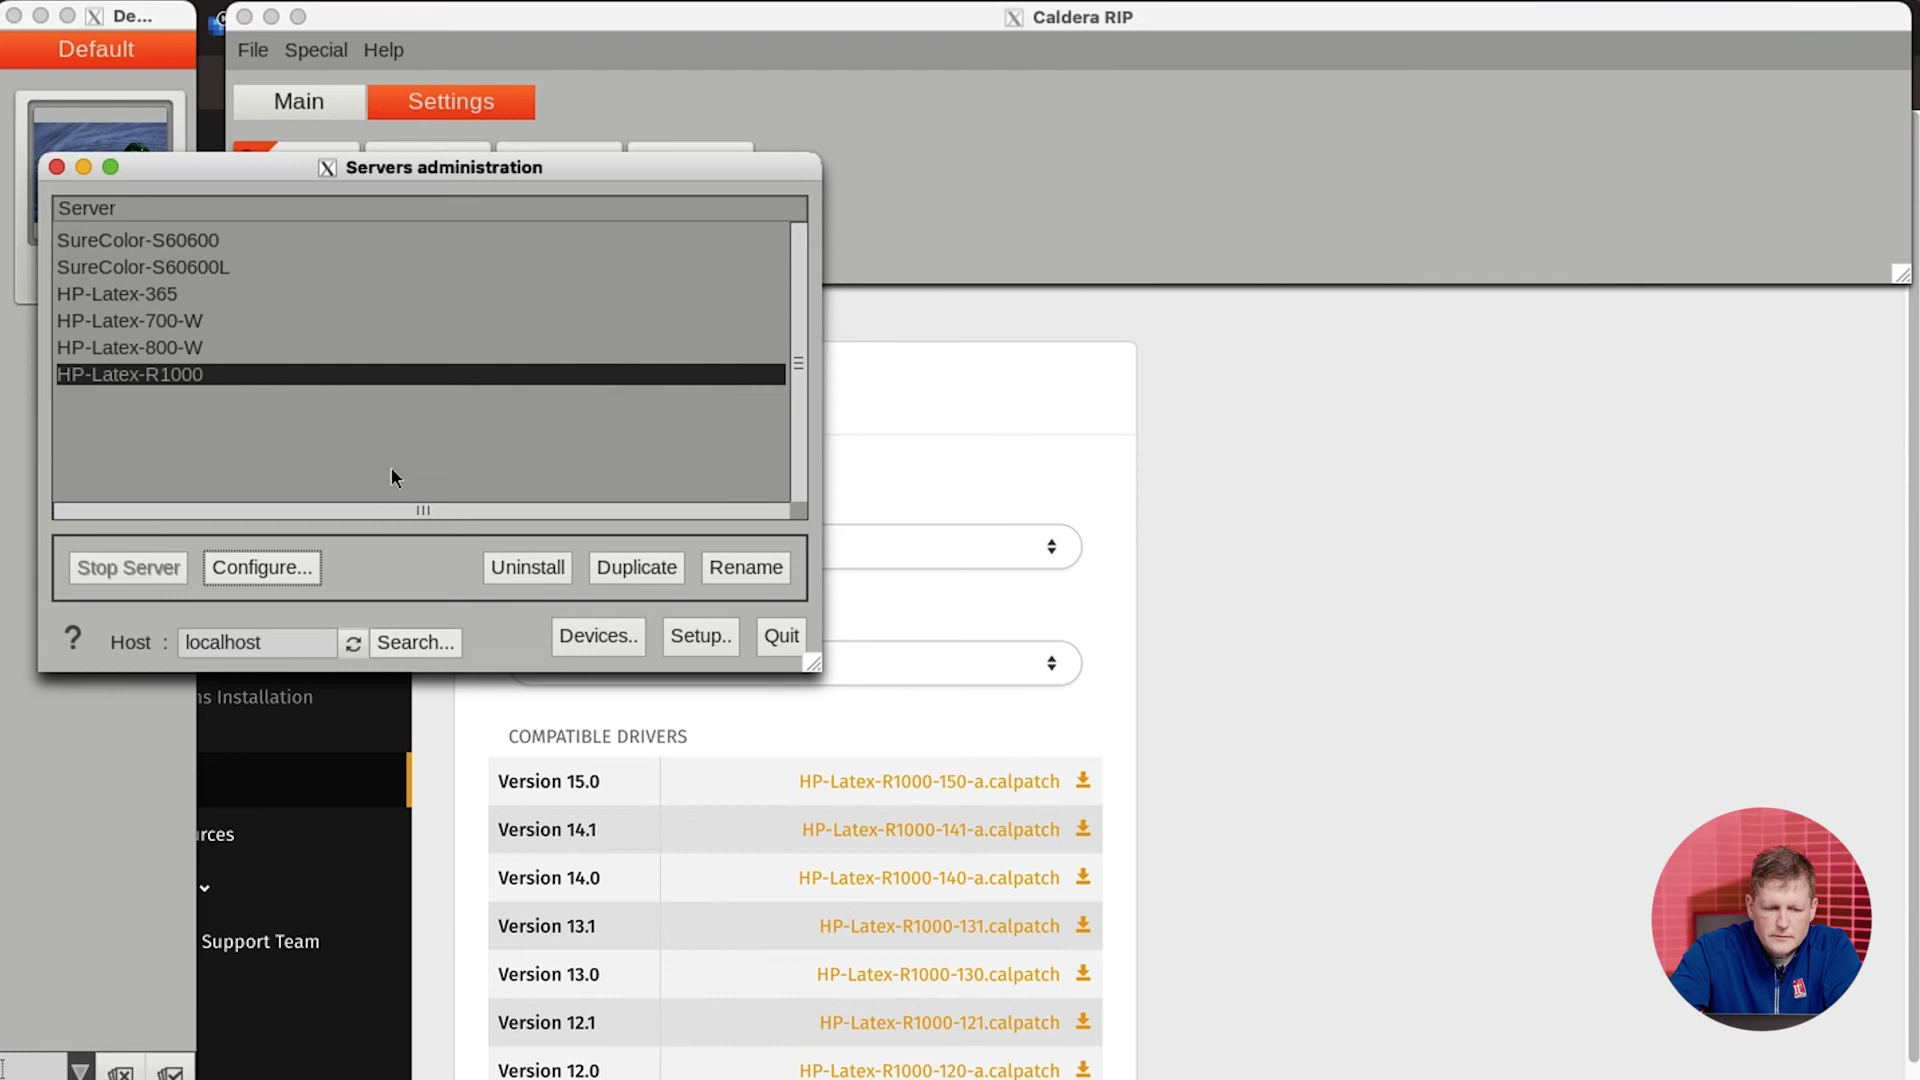 De...
Default
Caldera RIP
File Special Help
Main Settings
Servers administration
Server
SureColor-S60600
SureColor-S60600L
HP-Latex-365
HP-Latex-700-W
HP-Latex-800-W
HP-Latex-R1000
Stop Server Configure... Uninstall Duplicate Rename
? Host : localhost Search... Devices.. Setup.. Quit
ns Installation
rces
Support Team
COMPATIBLE DRIVERS
Version 15.0 HP-Latex-R1000-150-a.calpatch
Version 14.1 HP-Latex-R1000-141-a.calpatch
Version 14.0 HP-Latex-R1000-140-a.calpatch
Version 13.1 HP-Latex-R1000-131.calpatch
Version 13.0 HP-Latex-R1000-130.calpatch
Version 12.1 HP-Latex-R1000-121.calpatch
Version 12.0 HP-Latex-R1000-120-a.calpatch
it